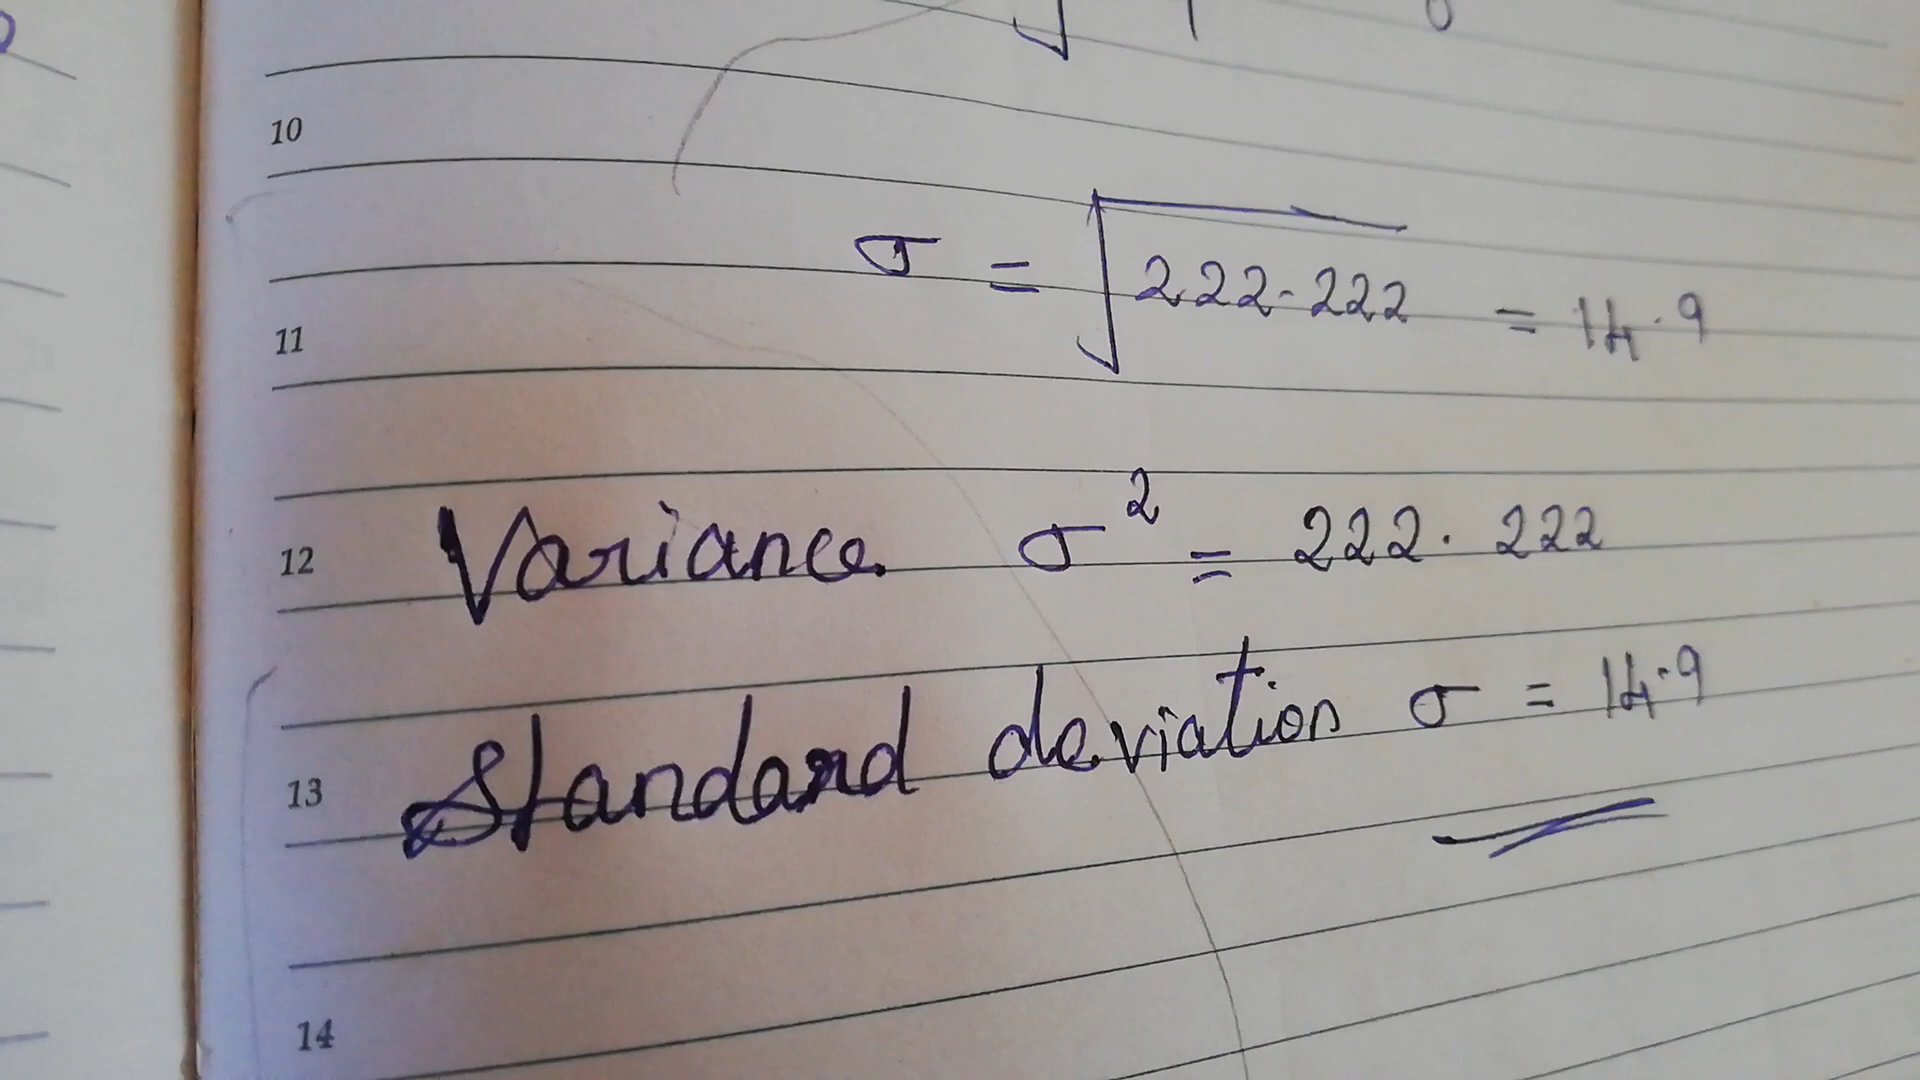 10
σ = √222.222 = 14.9
11
12 Variance σ² = 222.222
13 Standard deviation σ = 14.9
14